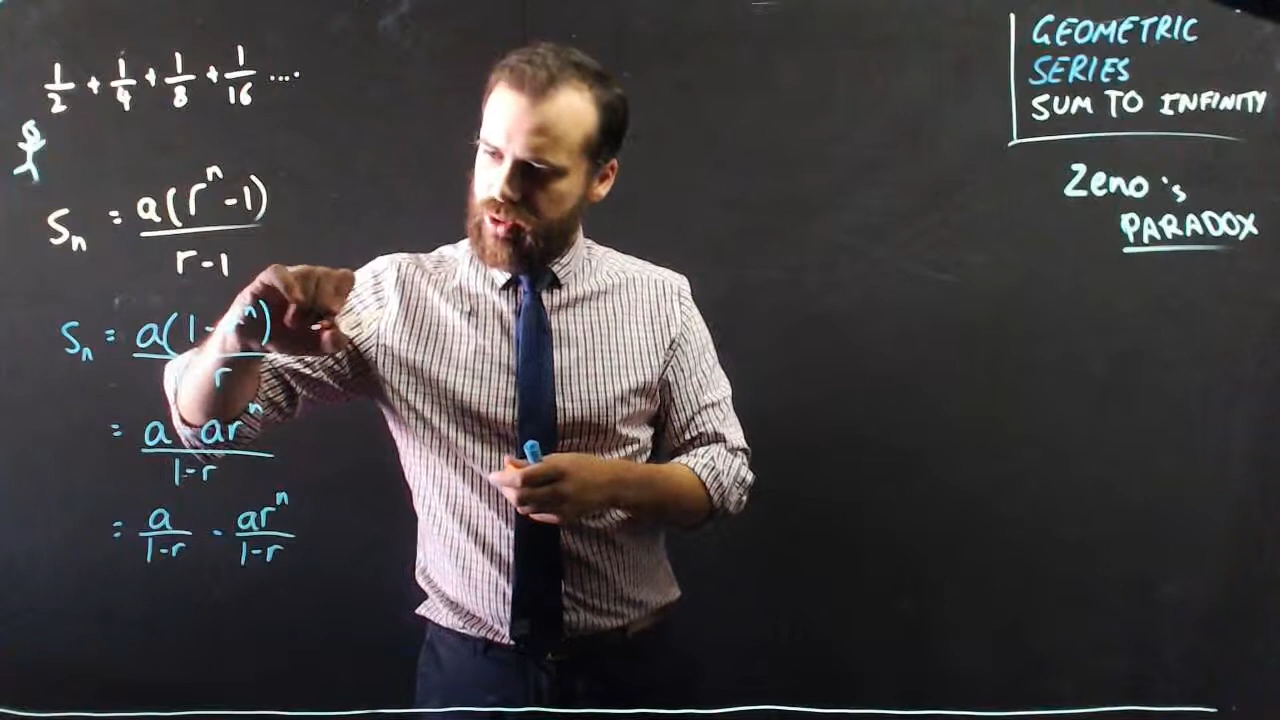 1/2 + 1/4 + 1/8 + 1/16 ....
Sn = a(r^n - 1)
r - 1
Sn = a(1 - r^n)
r
= a ar^n
1 - r
= a/1-r - ar^n/1-r
GEOMETRIC
SERIES
SUM TO INFINITY
Zeno's
PARADOX